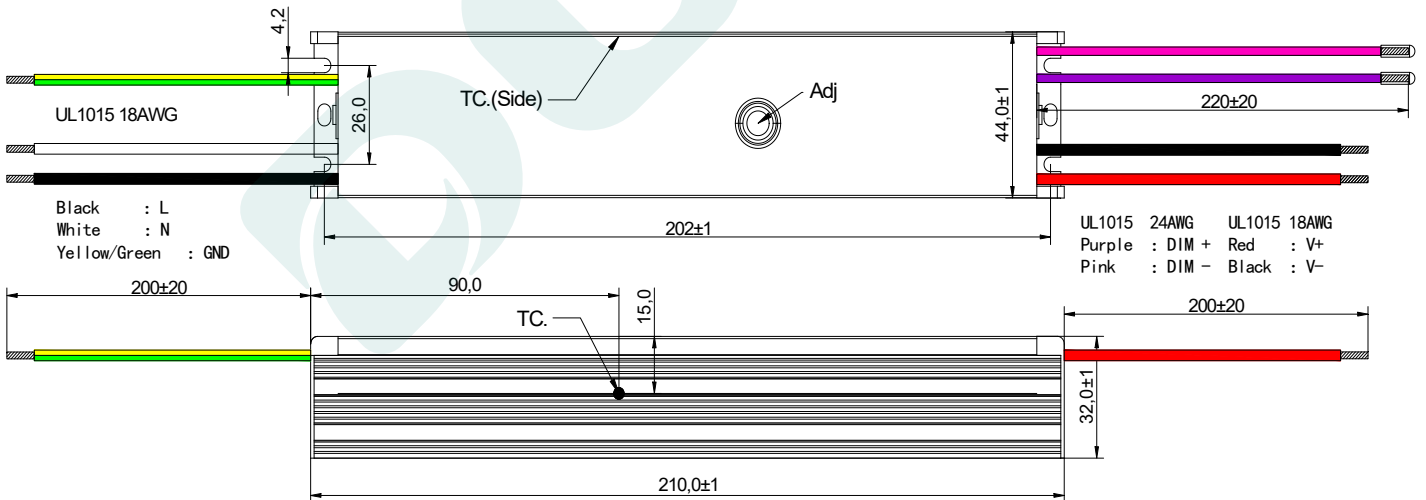 4,2
TC.(Side)
Adj
UL1015 18AWG
26,0
44,0±1
220±20
Black : L
White : N
Yellow/Green : GND
202±1
UL1015 24AWG UL1015 18AWG
Purple : DIM + Red : V+
Pink : DIM - Black : V-
200±20
90,0
15,0
TC.
200±20
32,0±1
210,0±1